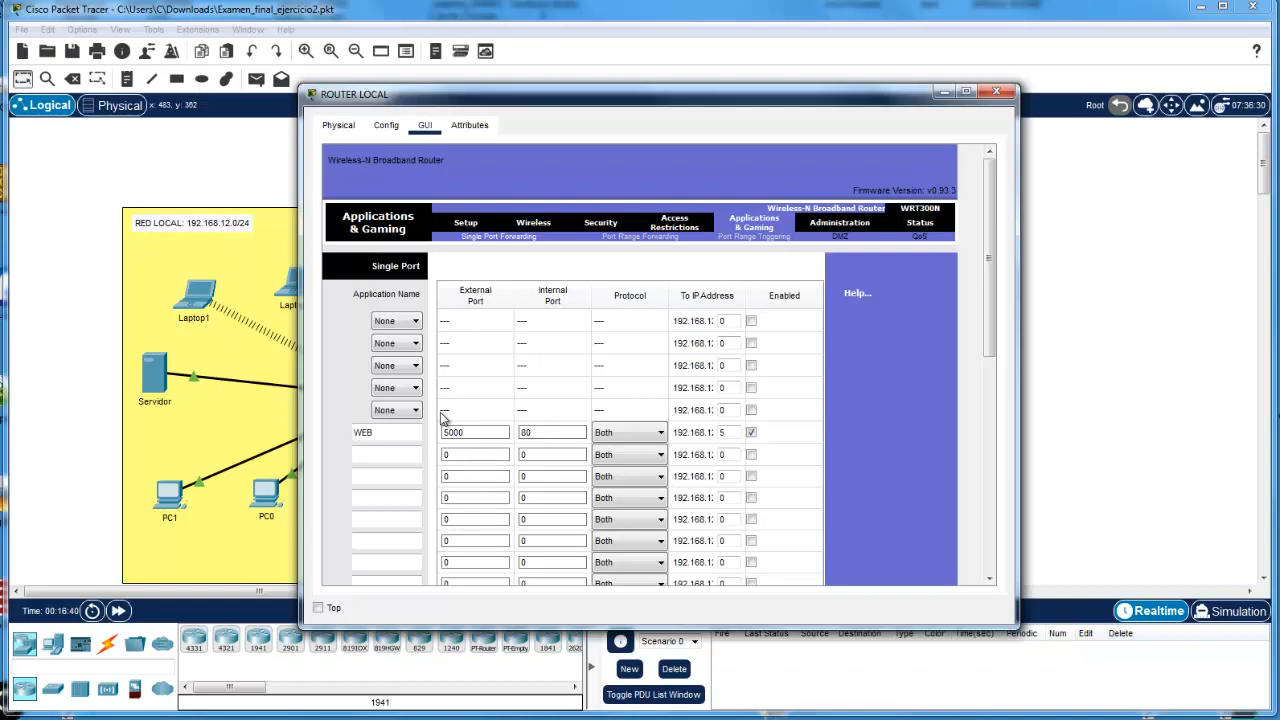 Cisco Packet Tracer - C:\Users\C\Downloads\Examen_final_ejercicio2.pkt
File Edit Options View Tools Extensions Window Help
?
Logical Physical x: 483, y: 362 Root 07:36:30
ROUTER LOCAL
Physical Config GUI Attributes
Wireless-N Broadband Router
Firmware Version: v0.93.3
Wireless-N Broadband Router WRT300N
Applications & Gaming
Setup Wireless Security Access Restrictions Applications & Gaming Administration Status
Single Port Forwarding Port Range Forwarding Port Range Triggering DMZ QoS
Single Port
Help...
Application Name External Port Internal Port Protocol To IP Address Enabled
None --- --- --- 192.168.1 0
None --- --- --- 192.168.1 0
None --- --- --- 192.168.1 0
None --- --- --- 192.168.1 0
None --- --- --- 192.168.1 0
WEB 5000 80 Both 192.168.1 5
0 0 Both 192.168.1 0
0 0 Both 192.168.1 0
0 0 Both 192.168.1 0
0 0 Both 192.168.1 0
0 0 Both 192.168.1 0
0 0 Both 192.168.1 0
0 0 Both 192.168.1 0
Top
RED LOCAL: 192.168.12.0/24
Laptop1
Lapt
Servidor
PC1
PC0
Time: 00:16:40
Realtime Simulation
4331 4321 1941 2901 2911 819IOX 819HGW 829 1240 PT-Router PT-Empty 1841 262
1941
Scenario 0
New Delete
Toggle PDU List Window
Fire Last Status Source Destination Type Color Time(sec) Periodic Num Edit Delete